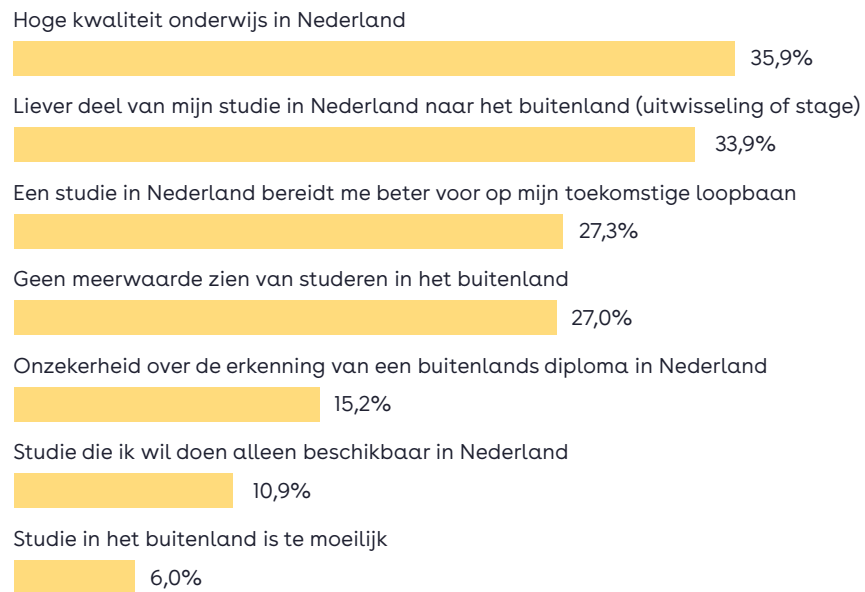 Hoge kwaliteit onderwijs in Nederland
35,9%
Liever deel van mijn studie in Nederland naar het buitenland (uitwisseling of stage)
33,9%
Een studie in Nederland bereidt me beter voor op mijn toekomstige loopbaan
27,3%
Geen meerwaarde zien van studeren in het buitenland
27,0%
Onzekerheid over de erkenning van een buitenlands diploma in Nederland
15,2%
Studie die ik wil doen alleen beschikbaar in Nederland
10,9%
Studie in het buitenland is te moeilijk
6,0%